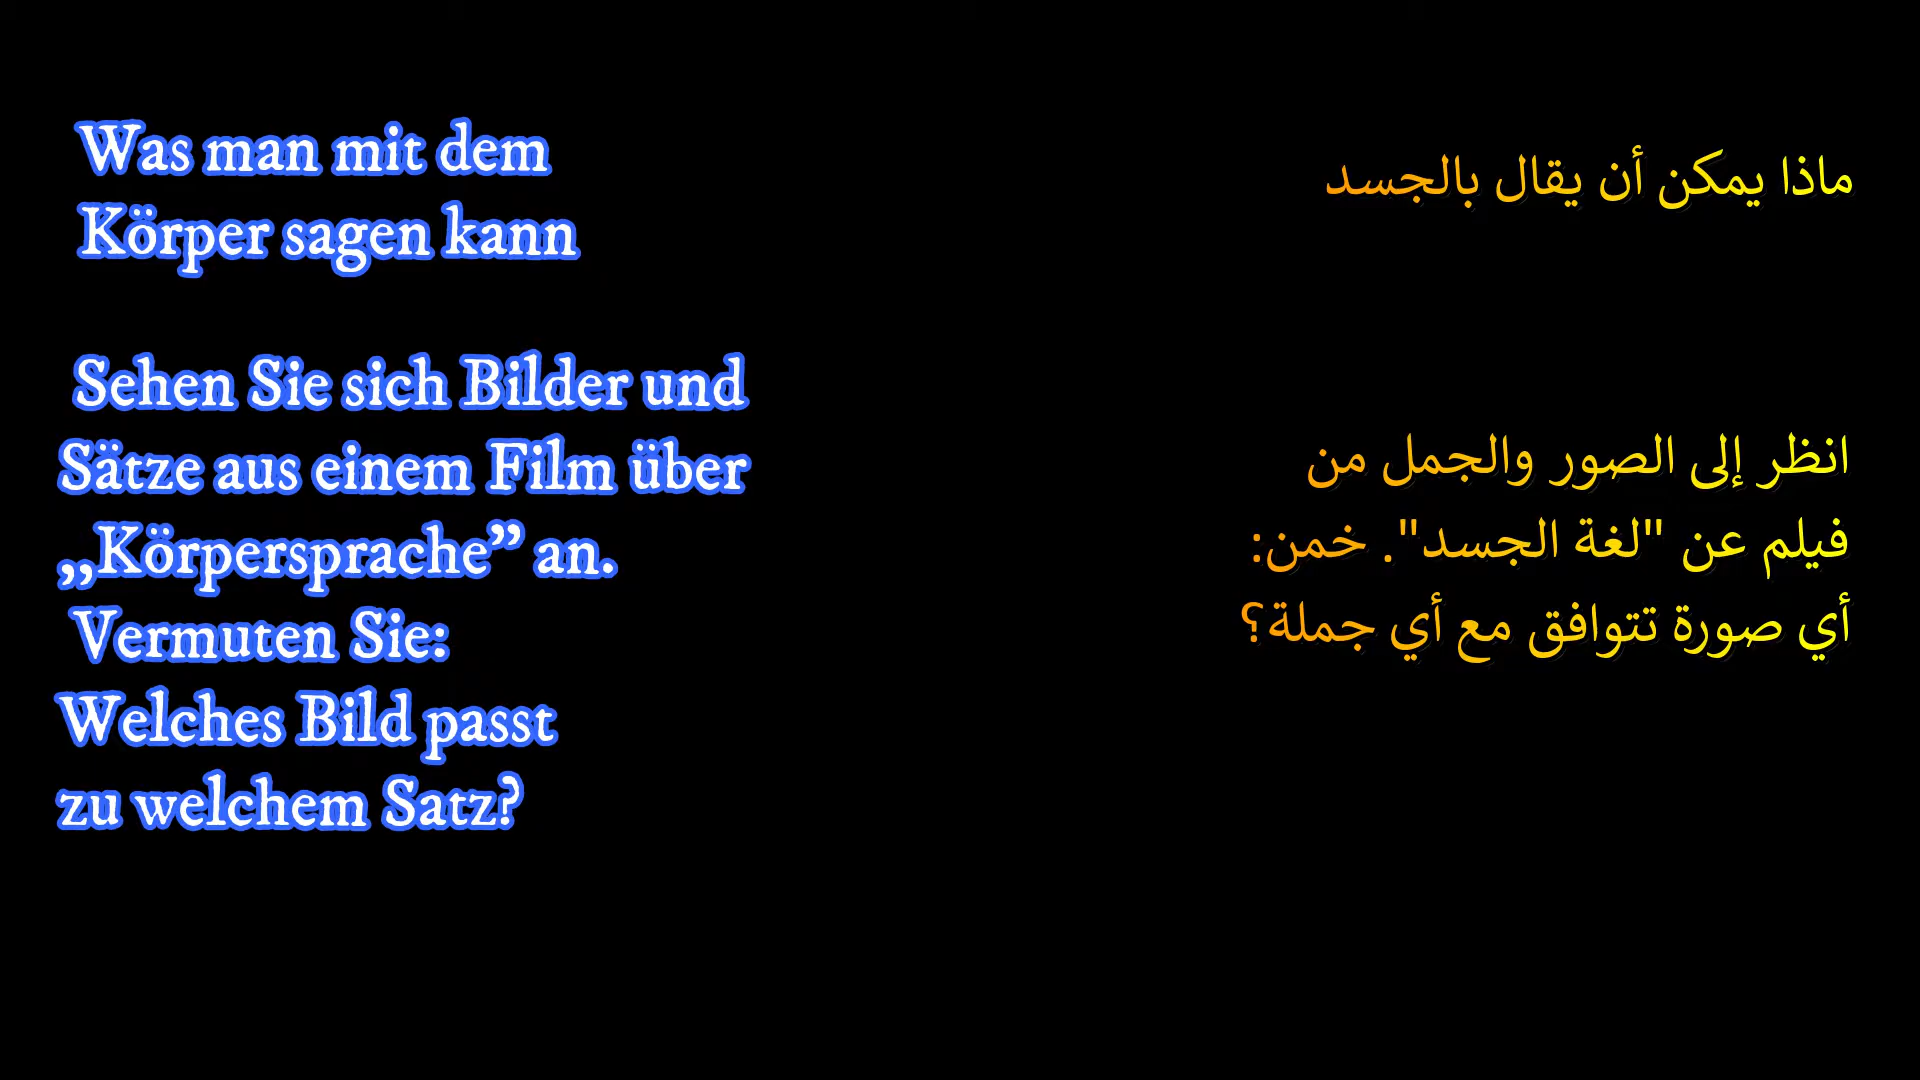 Was man mit dem
Körper sagen kann
ماذا يمكن أن يقال بالجسد
Sehen Sie sich Bilder und
Sätze aus einem Film über
,,Körpersprache” an.
Vermuten Sie:
Welches Bild passt
zu welchem Satz?
انظر إلى الصور والجمل من
فيلم عن "لغة الجسد". خمن:
أي صورة تتوافق مع أي جملة؟